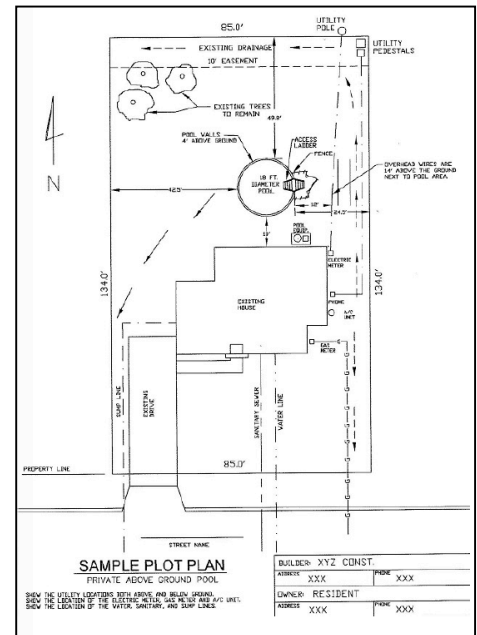 85.0'
UTILITY
POLE
UTILITY
PEDESTALS
EXISTING DRAINAGE
10' EASEMENT
EXISTING TREES
TO REMAIN
49.0'
POOL WALLS
4' ABOVE GROUND
ACCESS
LADDER
FENCE
OVERHEAD WIRES ARE
14' ABOVE THE GROUND
NEXT TO POOL AREA
N
18 FT.
DIAMETER
POOL
42.5'
12'
24.5'
POOL
EQUIP.
ELECTRIC
METER
134.0'
134.0'
EXISTING
HOUSE
PHONE
A/C
UNIT
GAS
METER
SUMP LINE
EXISTING
DRIVE
SANITARY SEWER
WATER LINE
G
G
G
G
G
G
G
PROPERTY LINE
85.0'
STREET NAME
SAMPLE PLOT PLAN
PRIVATE ABOVE GROUND POOL
SHOW THE UTILITY LOCATIONS BOTH ABOVE AND BELOW GROUND.
SHOW THE LOCATION OF THE ELECTRIC METER, GAS METER AND A/C UNIT.
SHOW THE LOCATION OF THE WATER, SANITARY, AND SUMP LINES.
BUILDER: XYZ CONST.
ADDRESS XXX PHONE XXX
OWNER: RESIDENT
ADDRESS XXX PHONE XXX